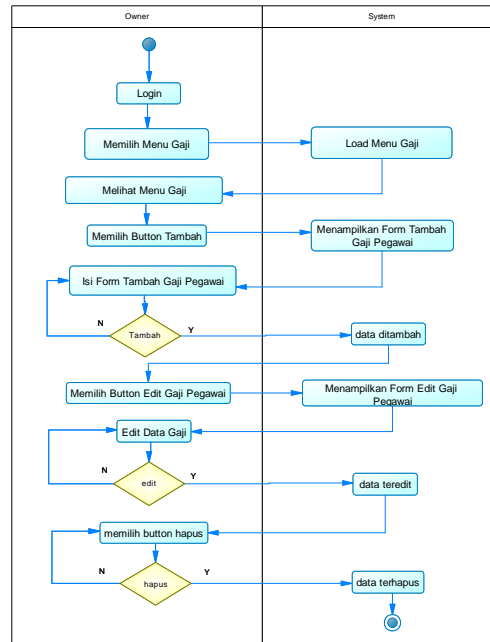 Owner
System
Login
Memilih Menu Gaji
Load Menu Gaji
Melihat Menu Gaji
Memilih Button Tambah
Menampilkan Form Tambah
Gaji Pegawai
Isi Form Tambah Gaji Pegawai
N
Tambah
Y
data ditambah
Memilih Button Edit Gaji Pegawai
Menampilkan Form Edit Gaji
Pegawai
Edit Data Gaji
N
edit
Y
data teredit
memilih button hapus
N
hapus
Y
data terhapus